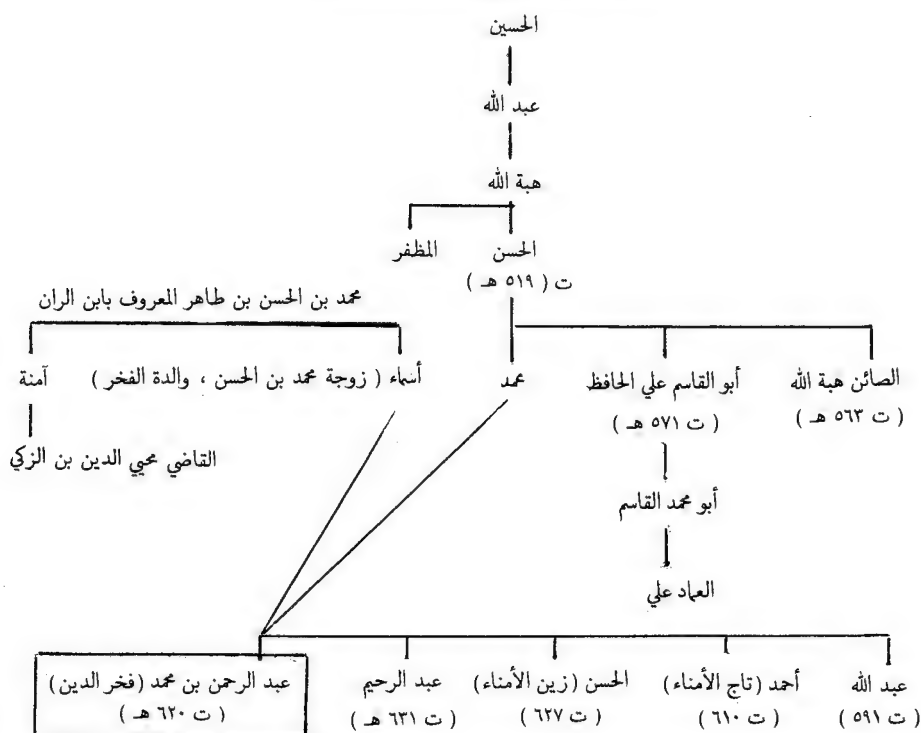 الحسين
عبد الله
هبة الله
الحسن
ت ( ٥١٩ هـ )
المظفر
محمد بن الحسن بن طاهر المعروف بابن الران
الصائن هبة الله
( ت ٥٦٣ هـ )
أبو القاسم علي الحافظ
( ت ٥٧١ هـ )
محمد
أسماء ( زوجة محمد بن الحسن ، والدة الفخر )
آمنة
القاضي محيي الدين بن الزكي
أبو محمد القاسم
العماد علي
عبد الله
( ت ٥٩١ )
أحمد (تاج الأمناء)
( ت ٦١٠ )
الحسن (زين الأمناء)
( ت ٦٢٧ )
عبد الرحيم
( ت ٦٣١ هـ )
عبد الرحمن بن محمد (فخر الدين)
( ت ٦٢٠ هـ )